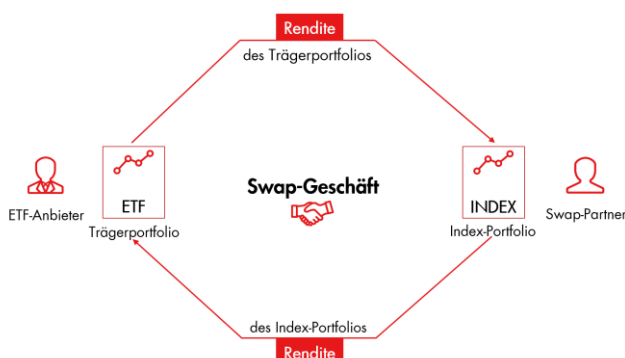 Rendite
des Trägerportfolios
ETF-Anbieter
ETF
Trägerportfolio
Swap-Geschäft
INDEX
Index-Portfolio
Swap-Partner
des Index-Portfolios
Rendite